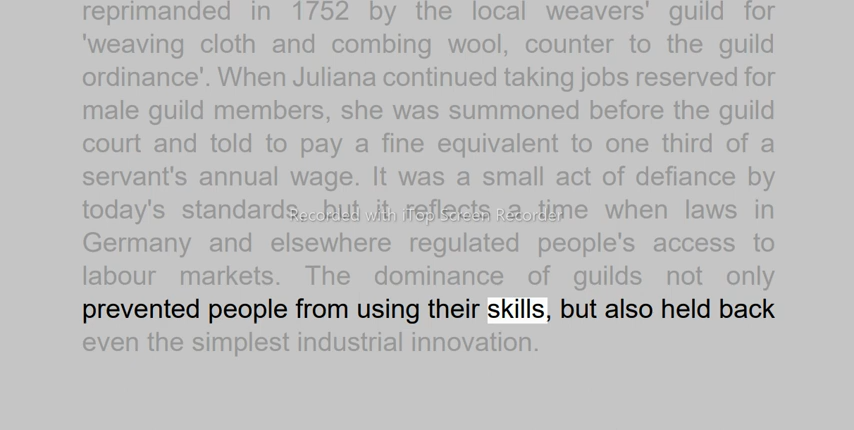 reprimanded in 1752 by the local weavers' guild for
'weaving cloth and combing wool, counter to the guild
ordinance'. When Juliana continued taking jobs reserved for
male guild members, she was summoned before the guild
court and told to pay a fine equivalent to one third of a
servant's annual wage. It was a small act of defiance by
today's standards, but it reflects a time when laws in
Recorded with iTop Screen Recorder
Germany and elsewhere regulated people's access to
labour markets. The dominance of guilds not only
prevented people from using their skills, but also held back
even the simplest industrial innovation.